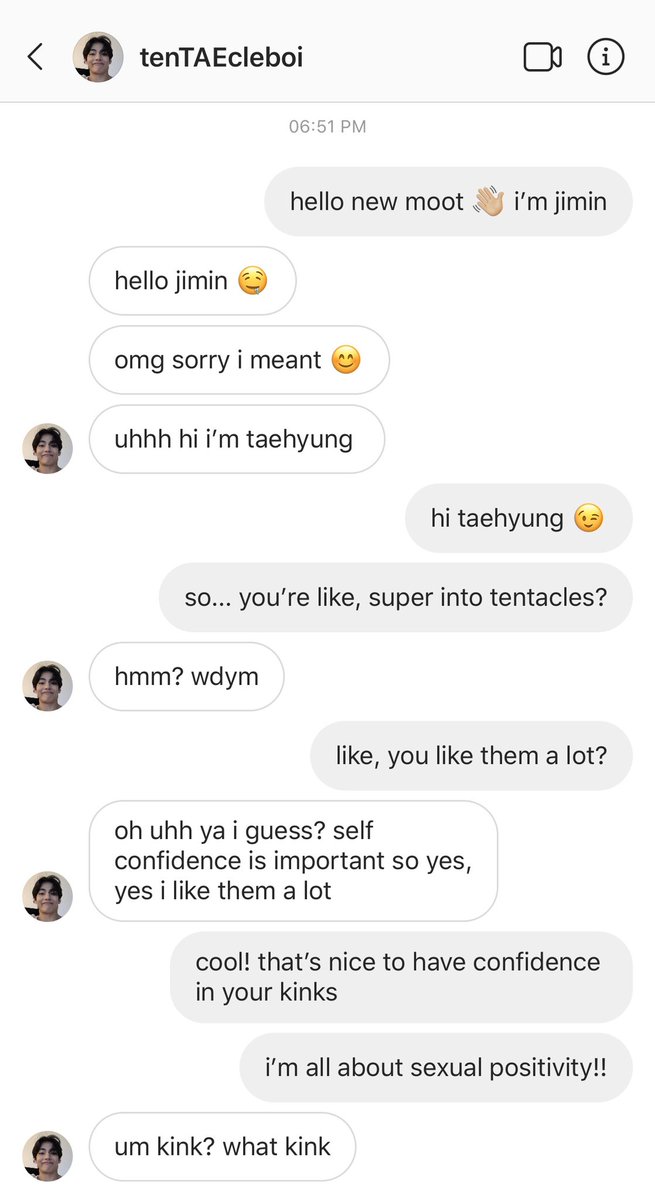 tenTAEcleboi
06:51 PM
hello new moot 👋🏼 i’m jimin
hello jimin 🤤
omg sorry i meant 😊
uhhh hi i’m taehyung
hi taehyung 😉
so... you’re like, super into tentacles?
hmm? wdym
like, you like them a lot?
oh uhh ya i guess? self
confidence is important so yes,
yes i like them a lot
cool! that’s nice to have confidence
in your kinks
i’m all about sexual positivity!!
um kink? what kink